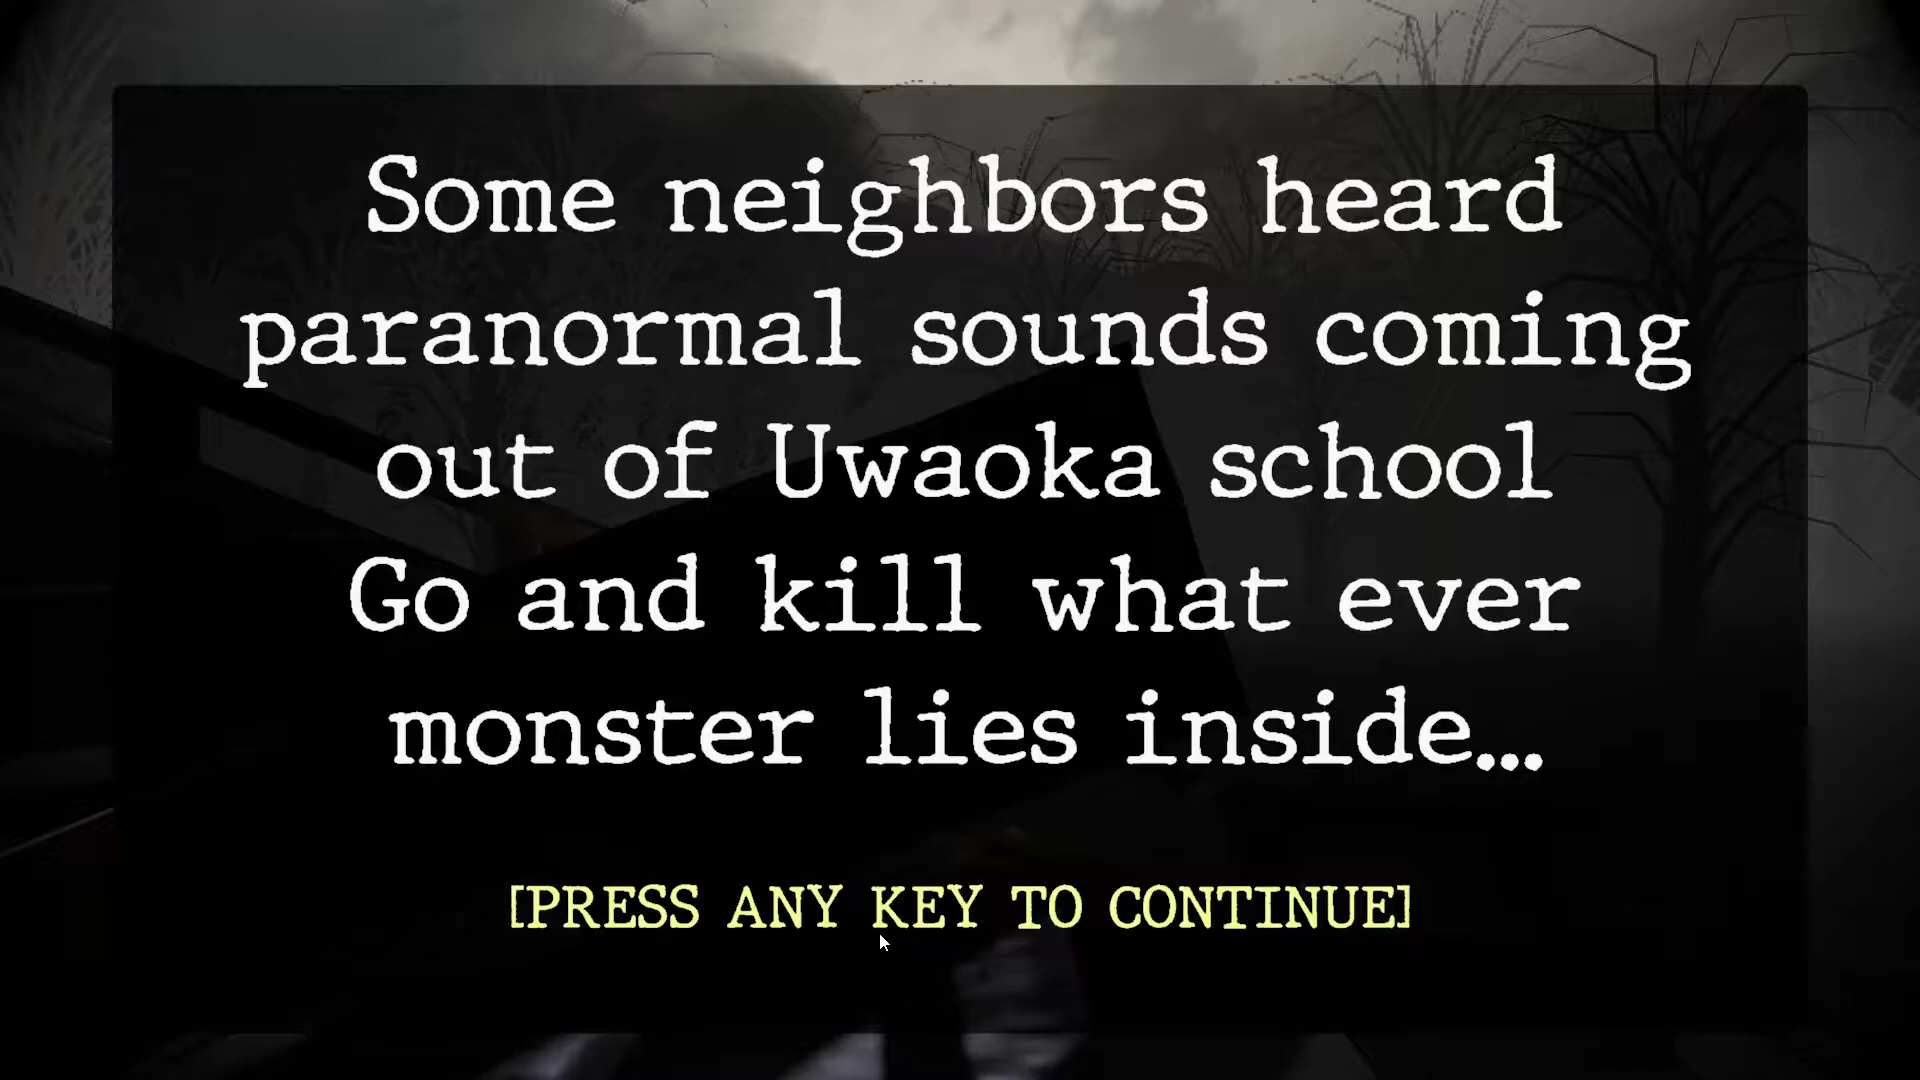 Some neighbors heard
paranormal sounds coming
out of Uwaoka school
Go and kill what ever
monster lies inside...
[PRESS ANY KEY TO CONTINUE]